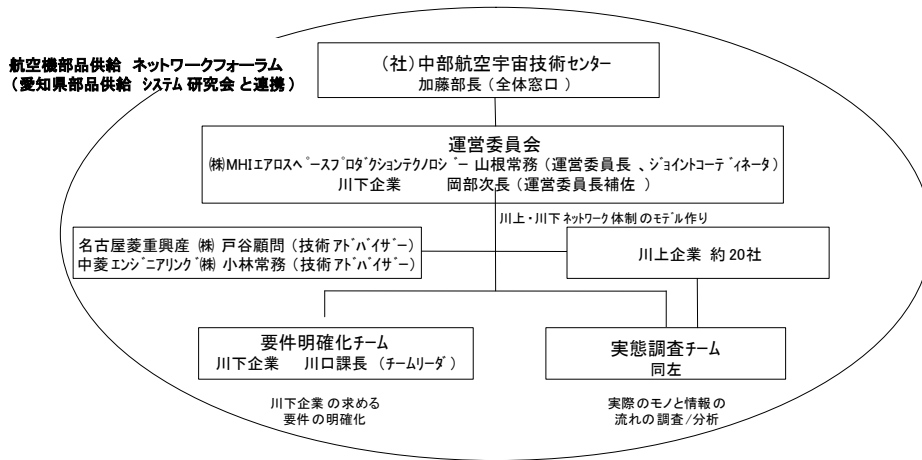 航空機部品供給 ネットワークフォーラム
（愛知県部品供給 システム 研究会 と連携）
（社）中部航空宇宙技術センター
加藤部長（全体窓口）
運営委員会
㈱MHIエアロスペースプロダクションテクノロジー 山根常務（運営委員長 、ジョイントコーディネータ）
川下企業 岡部次長（運営委員長補佐 ）
川上・川下ネットワーク体制 のモデル作り
名古屋菱重興産 ㈱ 戸谷顧問（技術アドバイザー）
中菱エンジニアリング㈱ 小林常務（技術アドバイザー）
川上企業 約20社
要件明確化チーム
川下企業 川口課長 （チームリーダ）
実態調査チーム
同左
川下企業 の求める
要件の明確化
実際のモノと情報の
流れの調査/分析